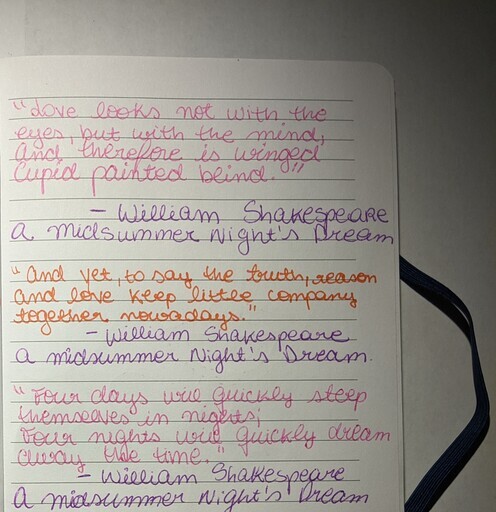 "Love looks not with the
eyes, but with the mind,
And therefore is winged
Cupid painted blind."
- William Shakespeare
A Midsummer Night's Dream
"And yet, to say the truth, reason
and love keep little company
together nowadays."
- William Shakespeare
A midsummer Night's Dream.
"Four days will quickly steep
themselves in nights;
Four nights will quickly dream
away the time."
- William Shakespeare
A midsummer Night's Dream